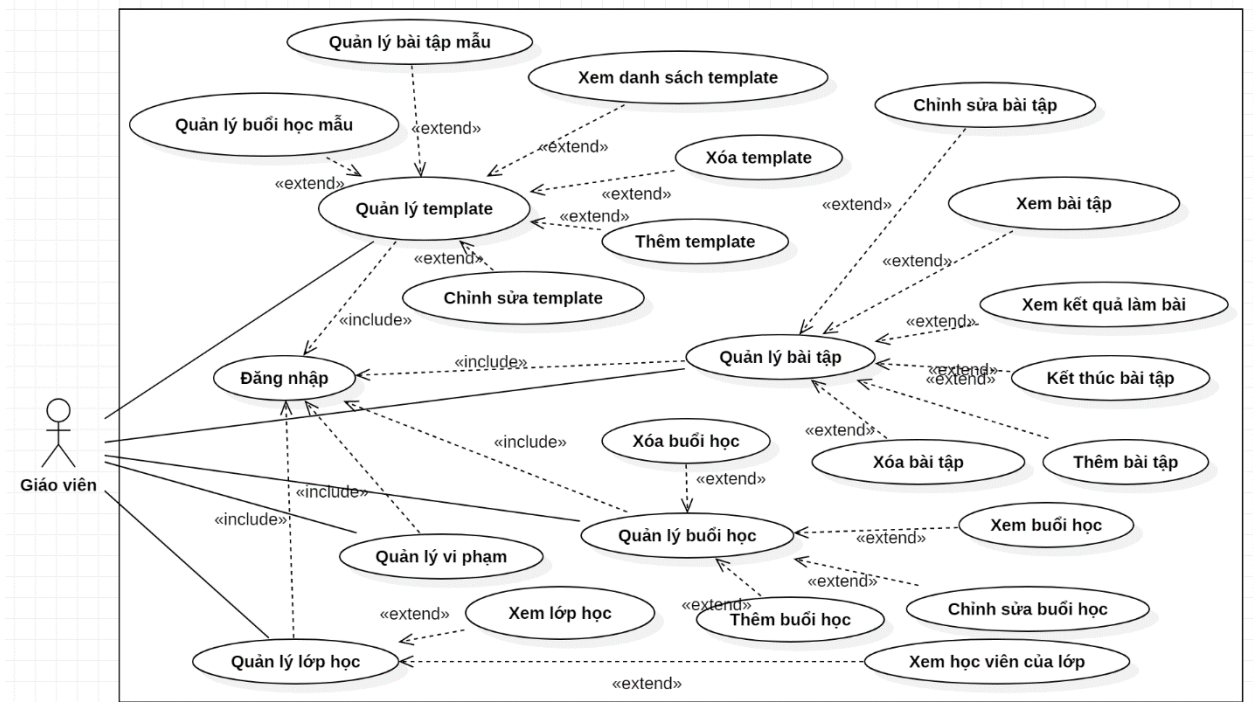 Quản lý bài tập mẫu
Xem danh sách template
Chỉnh sửa bài tập
Quản lý buổi học mẫu
«extend»
«extend»
Xóa template
«extend»
«extend»
Quản lý template
«extend»
Thêm template
«extend»
Xem bài tập
«extend»
Chỉnh sửa template
«extend»
Xem kết quả làm bài
«include»
«extend»
Quản lý bài tập
«include»
«extend»
«extend»
Kết thúc bài tập
Đăng nhập
«include»
Xóa buổi học
«extend»
Xóa bài tập
Thêm bài tập
Giáo viên
«include»
«extend»
«include»
Quản lý buổi học
Xem buổi học
«extend»
Quản lý vi phạm
«extend»
Xem lớp học
«extend»
«extend»
Thêm buổi học
Chỉnh sửa buổi học
Quản lý lớp học
Xem học viên của lớp
«extend»